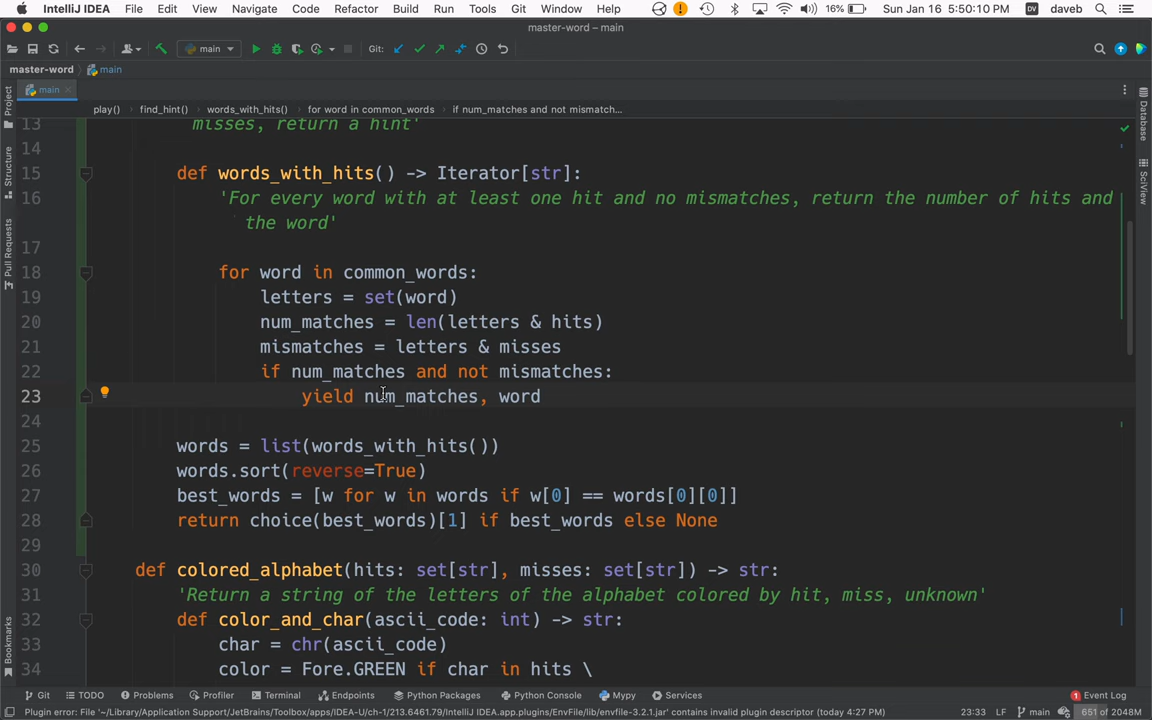 IntelliJ IDEA File Edit View Navigate Code Refactor Build Run Tools Git Window Help 16% Sun Jan 16 5:50:10 PM DV daveb
master-word – main
main Git:
master-word main
main
play() find_hint() words_with_hits() for word in common_words if num_matches and not mismatch...
13 misses, return a hint'
14
15 def words_with_hits() -> Iterator[str]:
16 'For every word with at least one hit and no mismatches, return the number of hits and
the word'
17
18 for word in common_words:
19 letters = set(word)
20 num_matches = len(letters & hits)
21 mismatches = letters & misses
22 if num_matches and not mismatches:
23 yield num_matches, word
24
25 words = list(words_with_hits())
26 words.sort(reverse=True)
27 best_words = [w for w in words if w[0] == words[0][0]]
28 return choice(best_words)[1] if best_words else None
29
30 def colored_alphabet(hits: set[str], misses: set[str]) -> str:
31 'Return a string of the letters of the alphabet colored by hit, miss, unknown'
32 def color_and_char(ascii_code: int) -> str:
33 char = chr(ascii_code)
34 color = Fore.GREEN if char in hits \
Project
Structure
Pull Requests
Bookmarks
Database
SciView
Git TODO Problems Profiler Terminal Endpoints Python Packages Python Console Mypy Services 1 Event Log
Plugin error: File '~/Library/Application Support/JetBrains/Toolbox/apps/IDEA-U/ch-1/213.6461.79/IntelliJ IDEA.app.plugins/EnvFile/lib/envfile-3.2.1.jar' contains invalid plugin descriptor (today 4:27 PM) 23:33 LF main 651 of 2048M